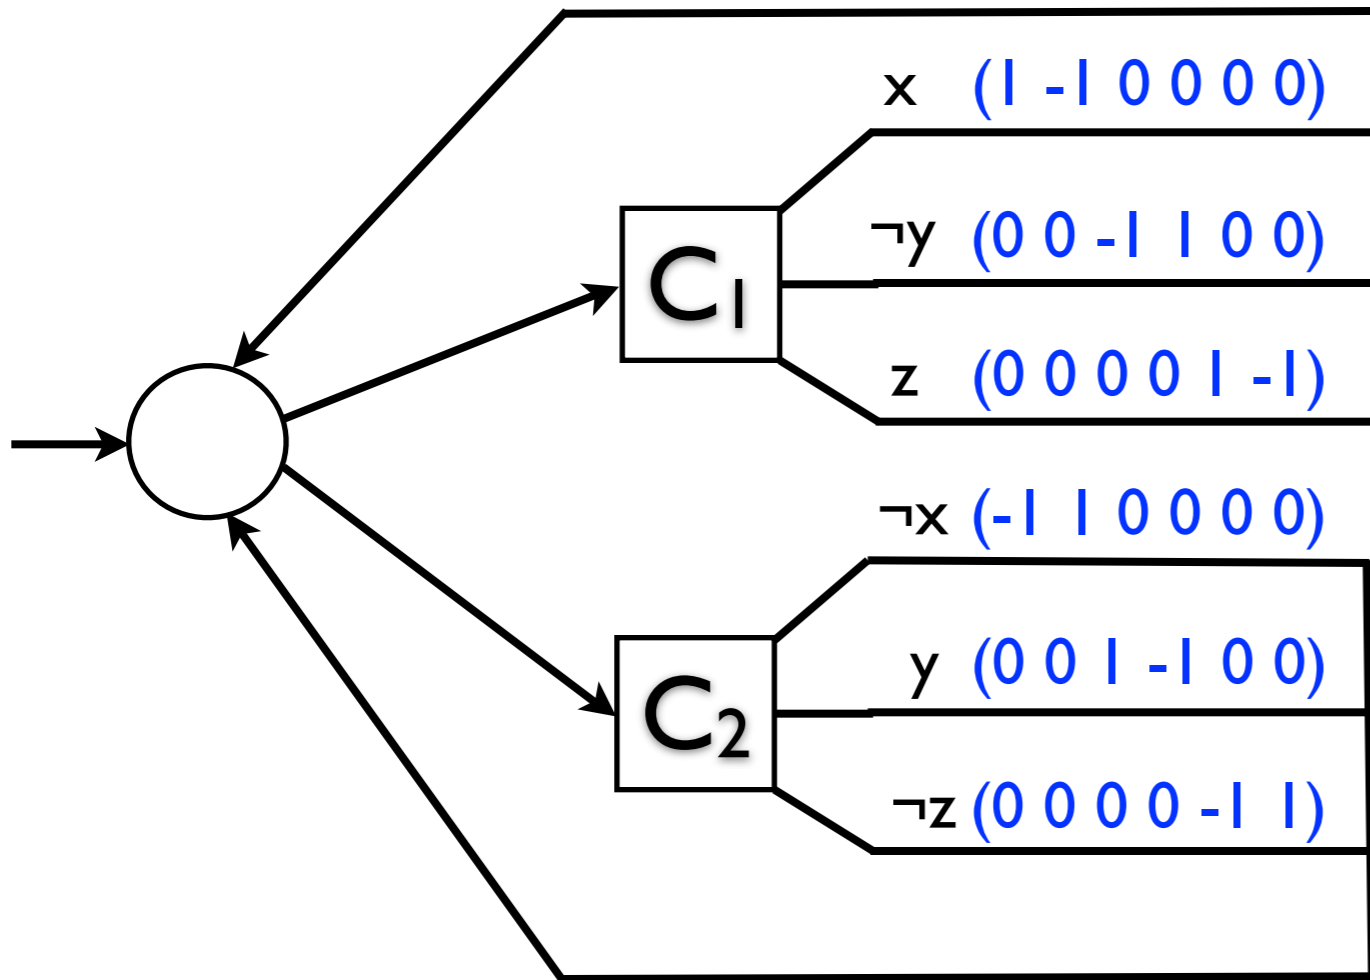 x (1 -1 0 0 0 0)
¬y (0 0 -1 1 0 0)
C1
z (0 0 0 0 1 -1)
¬x (-1 1 0 0 0 0)
y (0 0 1 -1 0 0)
C2
¬z (0 0 0 0 -1 1)